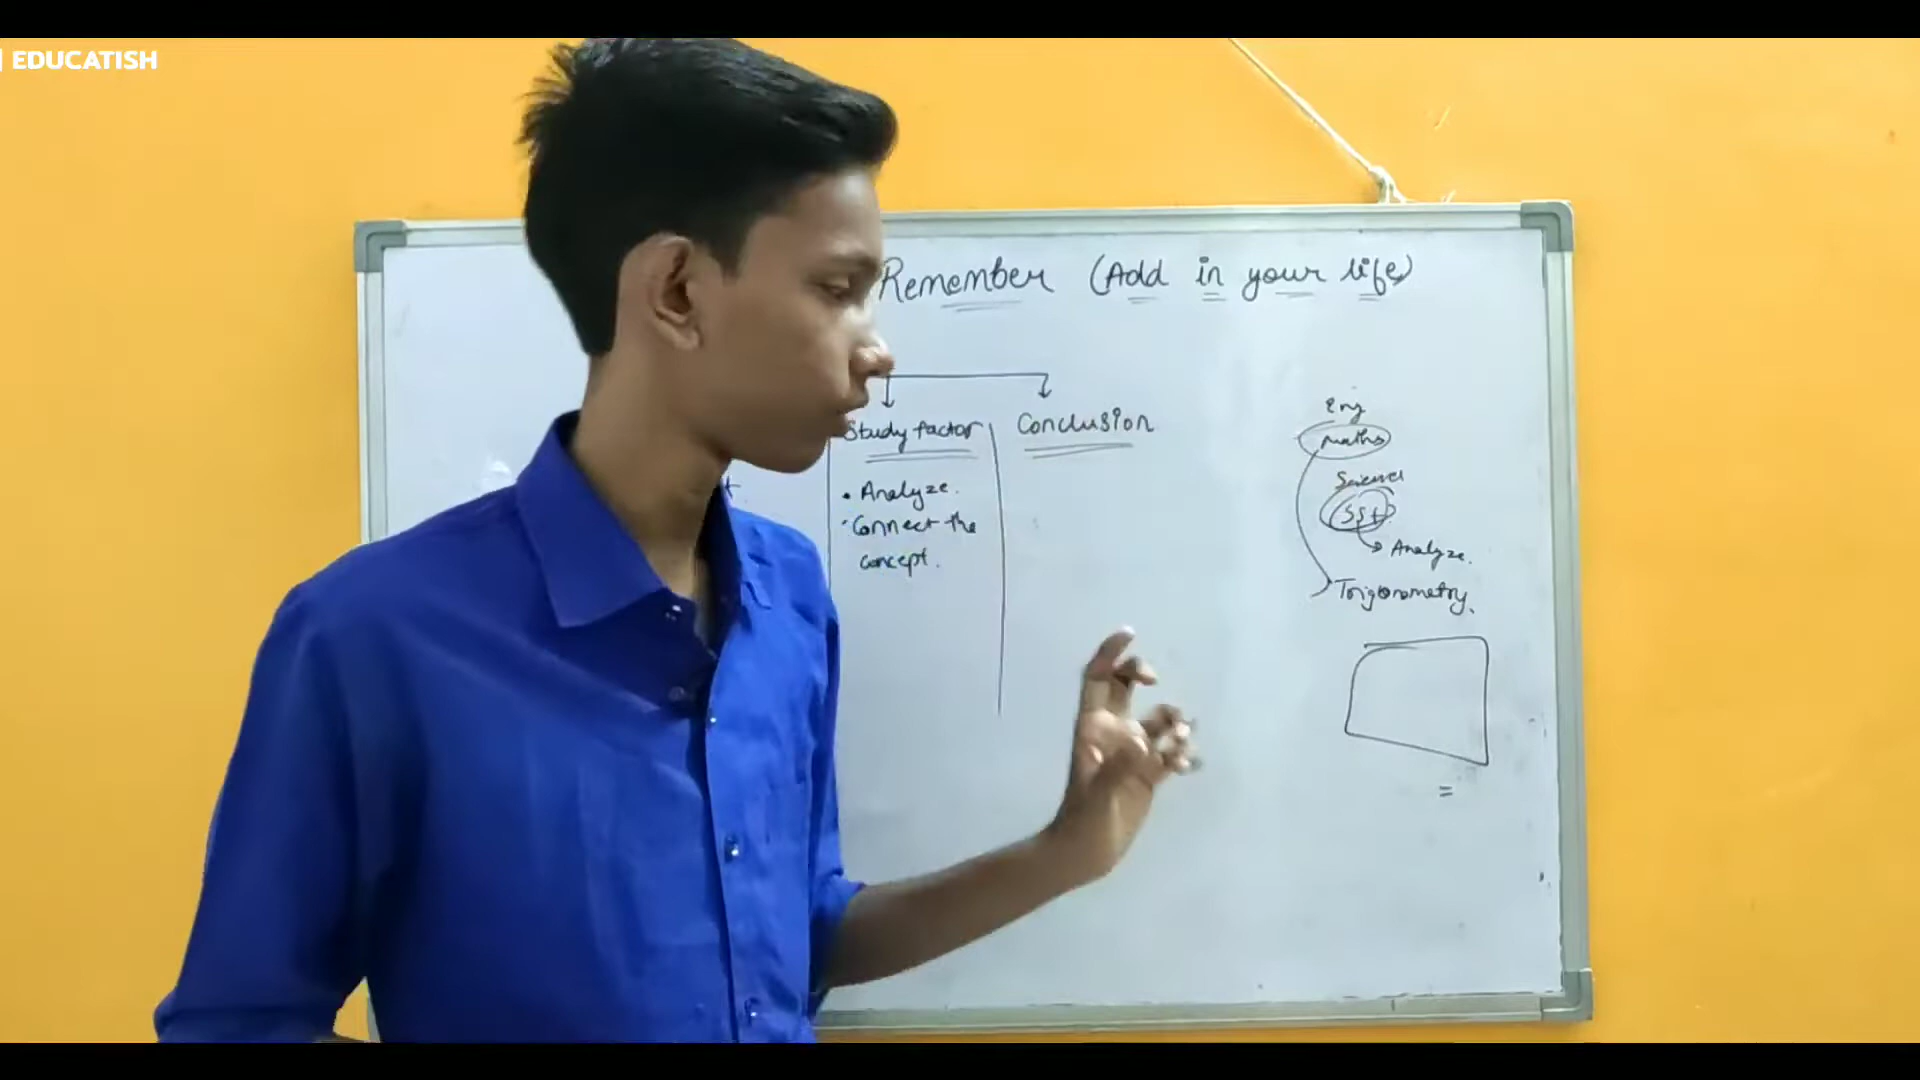 EDUCATISH
Remember (Add in your life)
Study factor
Conclusion
• Analyze.
• Connect the
concept.
Eng
maths
Science
SSt
Analyze.
Trigonometry.
=